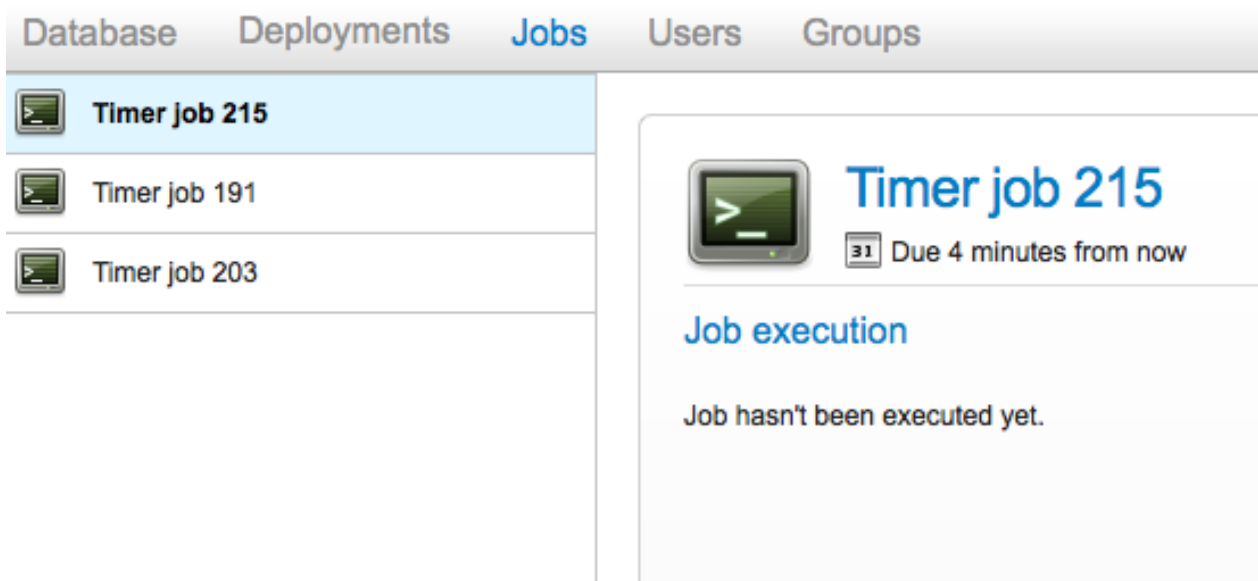 Database Deployments Jobs Users Groups
Timer job 215
Timer job 191
Timer job 203
>_ Timer job 215
31 Due 4 minutes from now
Job execution
Job hasn't been executed yet.